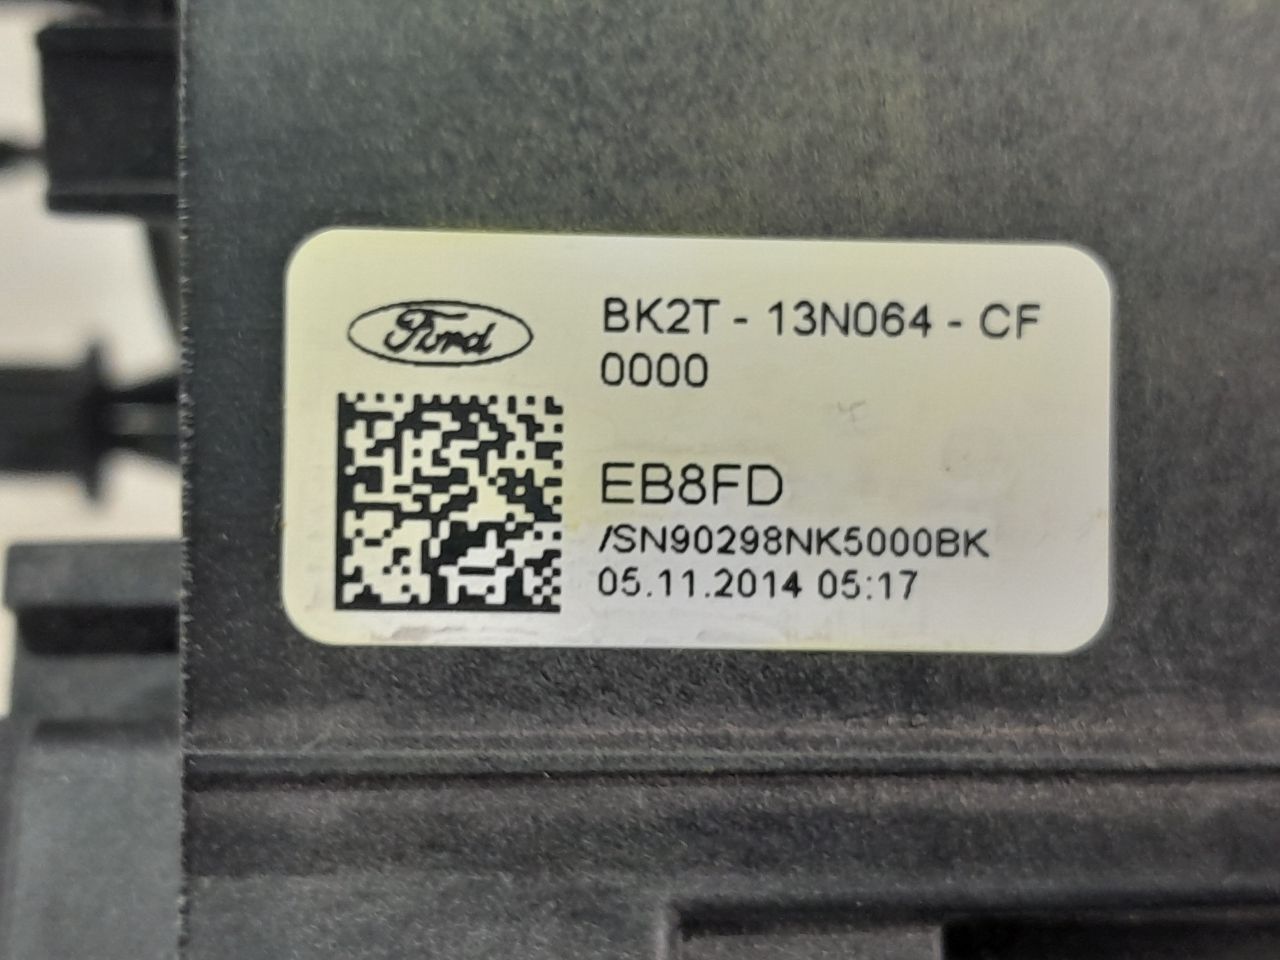 Ford
BK2T - 13N064 - CF
0000
EB8FD
/SN90298NK5000BK
05.11.2014 05:17